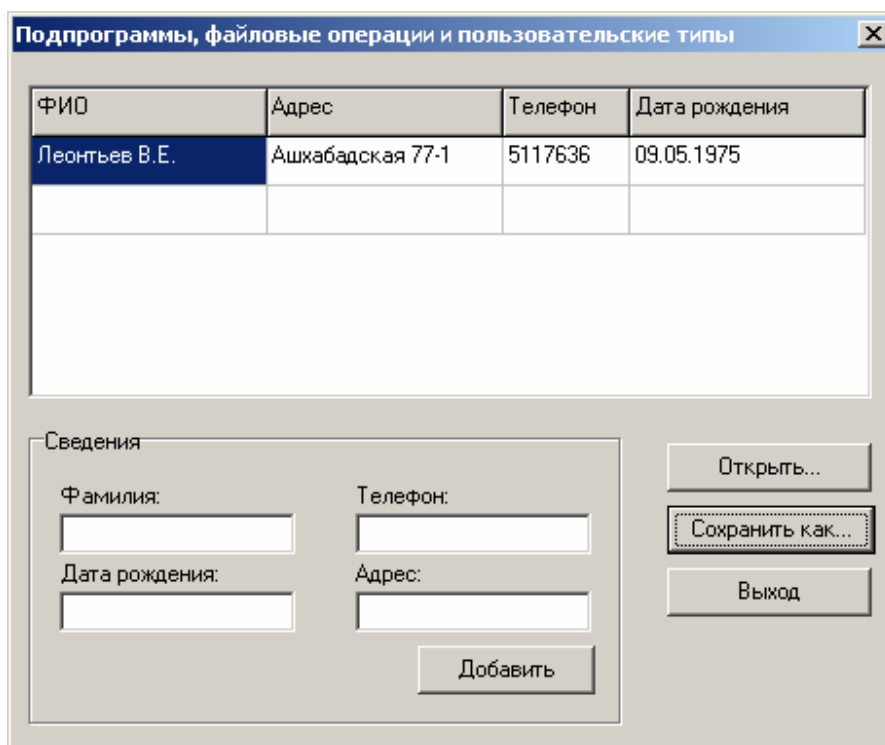 Подпрограммы, файловые операции и пользовательские типы
ФИО Адрес Телефон Дата рождения
Леонтьев В.Е. Ашхабадская 77-1 5117636 09.05.1975
Сведения
Фамилия: Телефон:
Дата рождения: Адрес:
Добавить
Открыть...
Сохранить как...
Выход